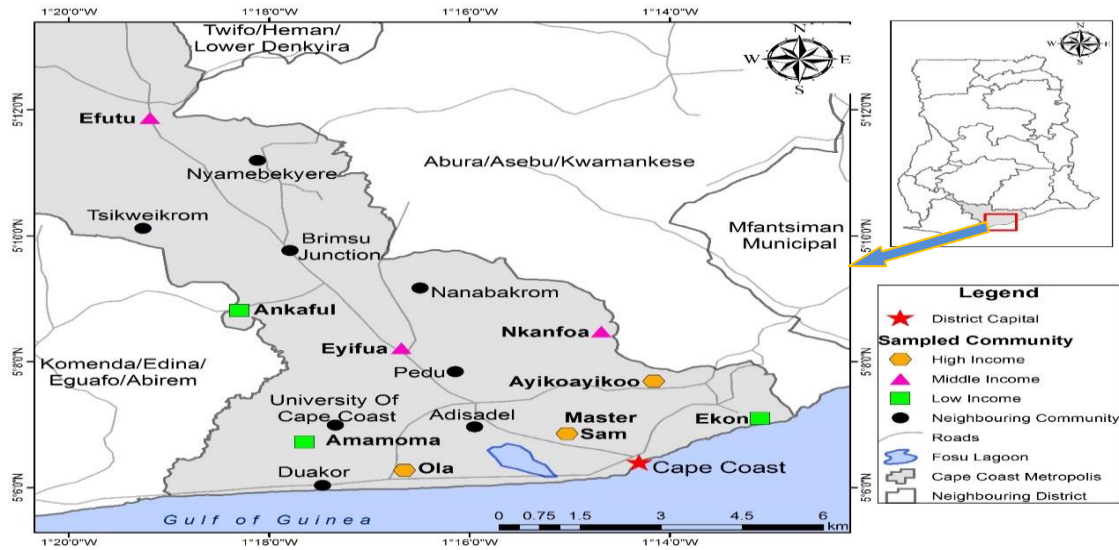 1°20'0"W
1°18'0"W
1°16'0"W
1°14'0"W
Twifo/Heman/
Lower Denkyira
N
W
E
S
5°12'0"N
5°12'0"N
Efutu
Abura/Asebu/Kwamankese
Nyamebekyere
Tsikweikrom
5°10'0"N
5°10'0"N
Brimsu
Junction
Mfantsiman
Municipal
Nanabakrom
Ankaful
Nkanfoa
Eyifua
5°8'0"N
5°8'0"N
Komenda/Edina/
Eguafo/Abirem
Pedu
Ayikoayikoo
University Of
Cape Coast
Adisadel
Master
Sam
Ekon
Amamoma
Ola
Cape Coast
Duakor
5°6'0"N
5°6'0"N
Gulf of Guinea
0 0.75 1.5 3 4.5 6
km
1°20'0"W
1°18'0"W
1°16'0"W
1°14'0"W
N
W
E
S
Legend
District Capital
Sampled Community
High Income
Middle Income
Low Income
Neighbouring Community
Roads
Fosu Lagoon
Cape Coast Metropolis
Neighbouring District